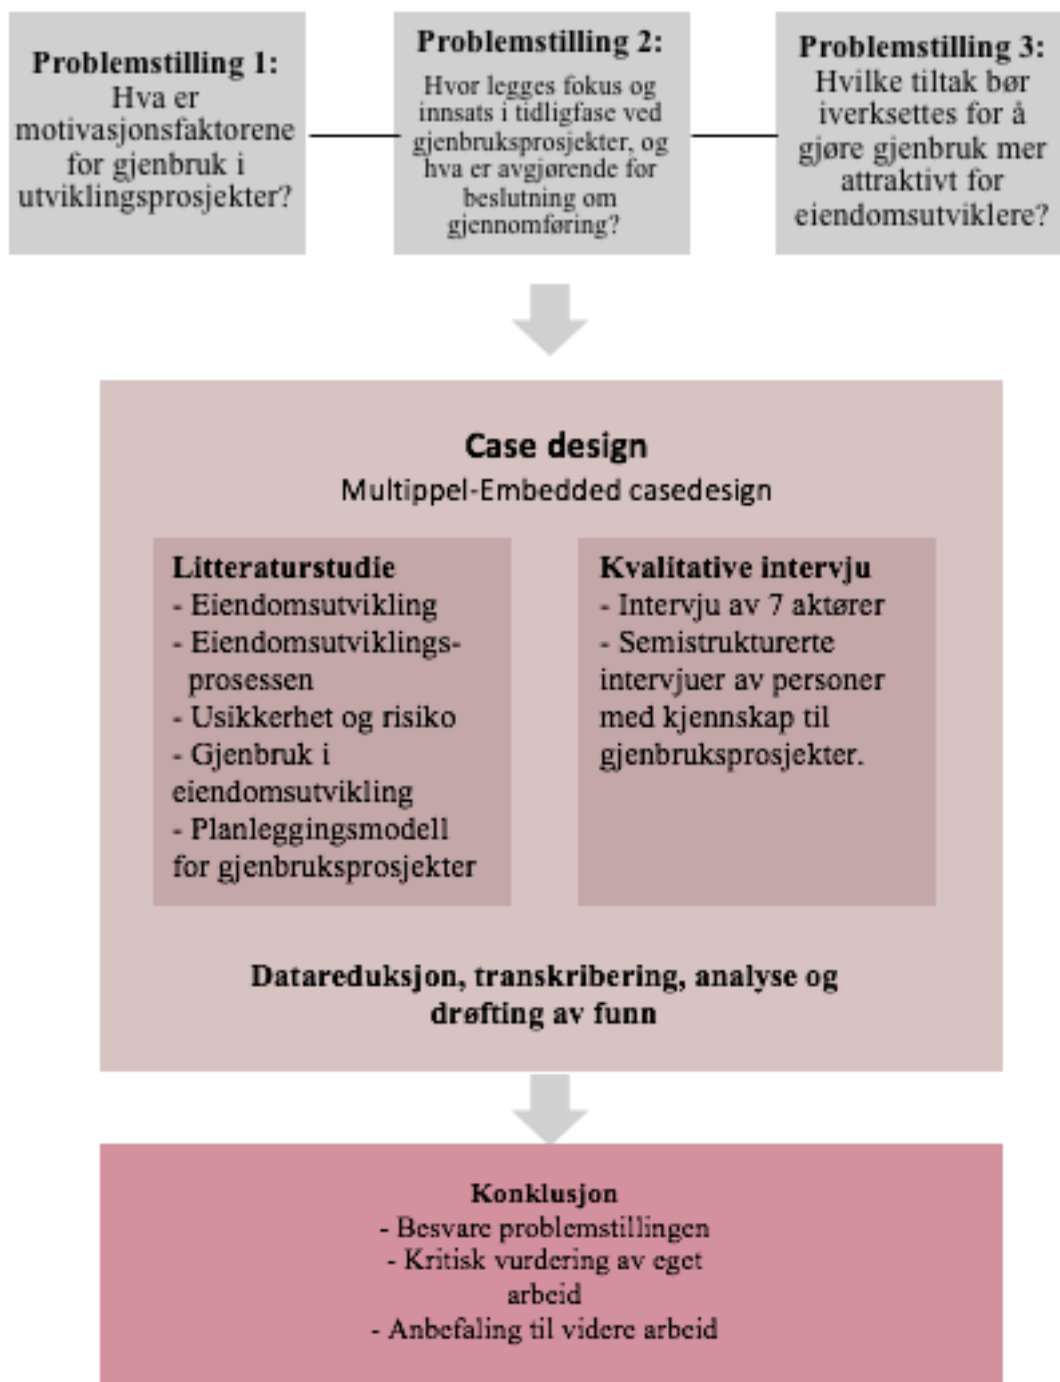 Problemstilling 1:
Hva er
motivasjonsfaktorene
for gjenbruk i
utviklingsprosjekter?
Problemstilling 2:
Hvor legges fokus og
innsats i tidligfase ved
gjenbruksprosjekter, og
hva er avgjørende for
beslutning om
gjennomføring?
Problemstilling 3:
Hvilke tiltak bør
iverksettes for å
gjøre gjenbruk mer
attraktivt for
eiendomsutviklere?
Case design
Multippel-Embedded casedesign
Litteraturstudie
- Eiendomsutvikling
- Eiendomsutviklings-
prosessen
- Usikkerhet og risiko
- Gjenbruk i
eiendomsutvikling
- Planleggingsmodell
for gjenbruksprosjekter
Kvalitative intervju
- Intervju av 7 aktører
- Semistrukturerte
intervjuer av personer
med kjennskap til
gjenbruksprosjekter.
Datareduksjon, transkribering, analyse og
drøfting av funn
Konklusjon
- Besvare problemstillingen
- Kritisk vurdering av eget
arbeid
- Anbefaling til videre arbeid